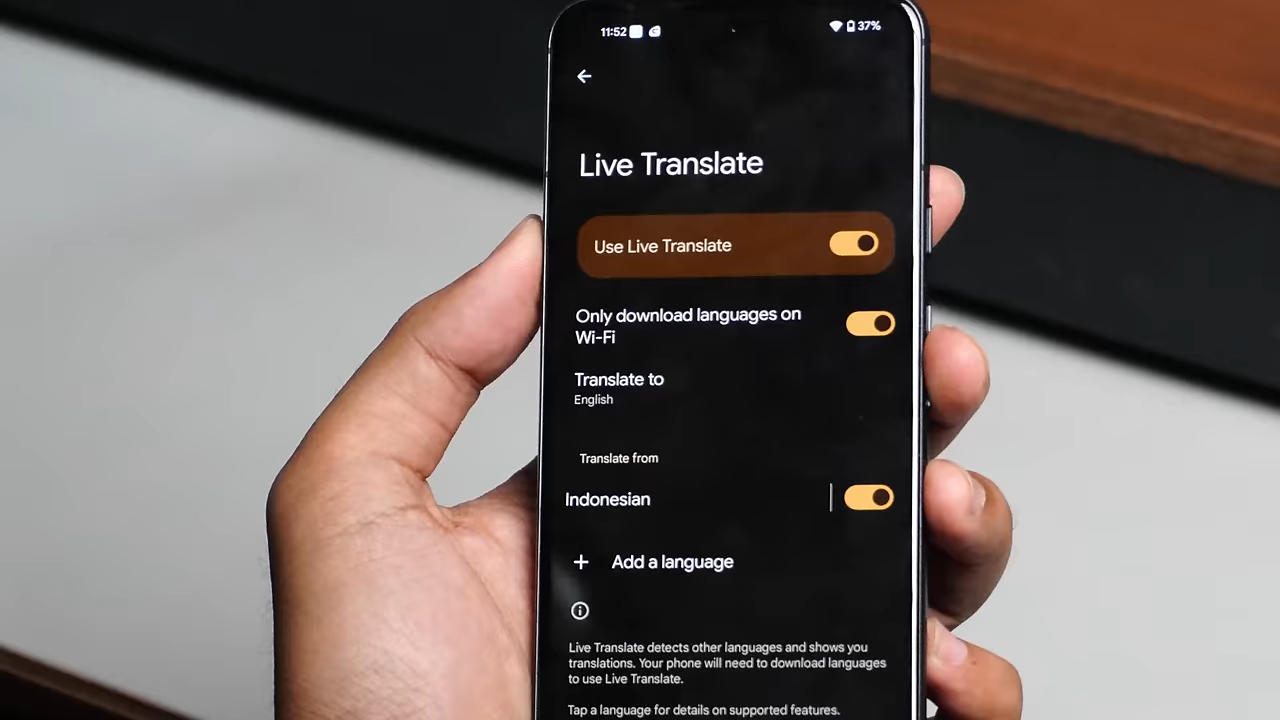 11:52 37%
Live Translate
Use Live Translate
Only download languages on
Wi-Fi
Translate to
English
Translate from
Indonesian
Add a language
Live Translate detects other languages and shows you
translations. Your phone will need to download languages
to use Live Translate.
Tap a language for details on supported features.